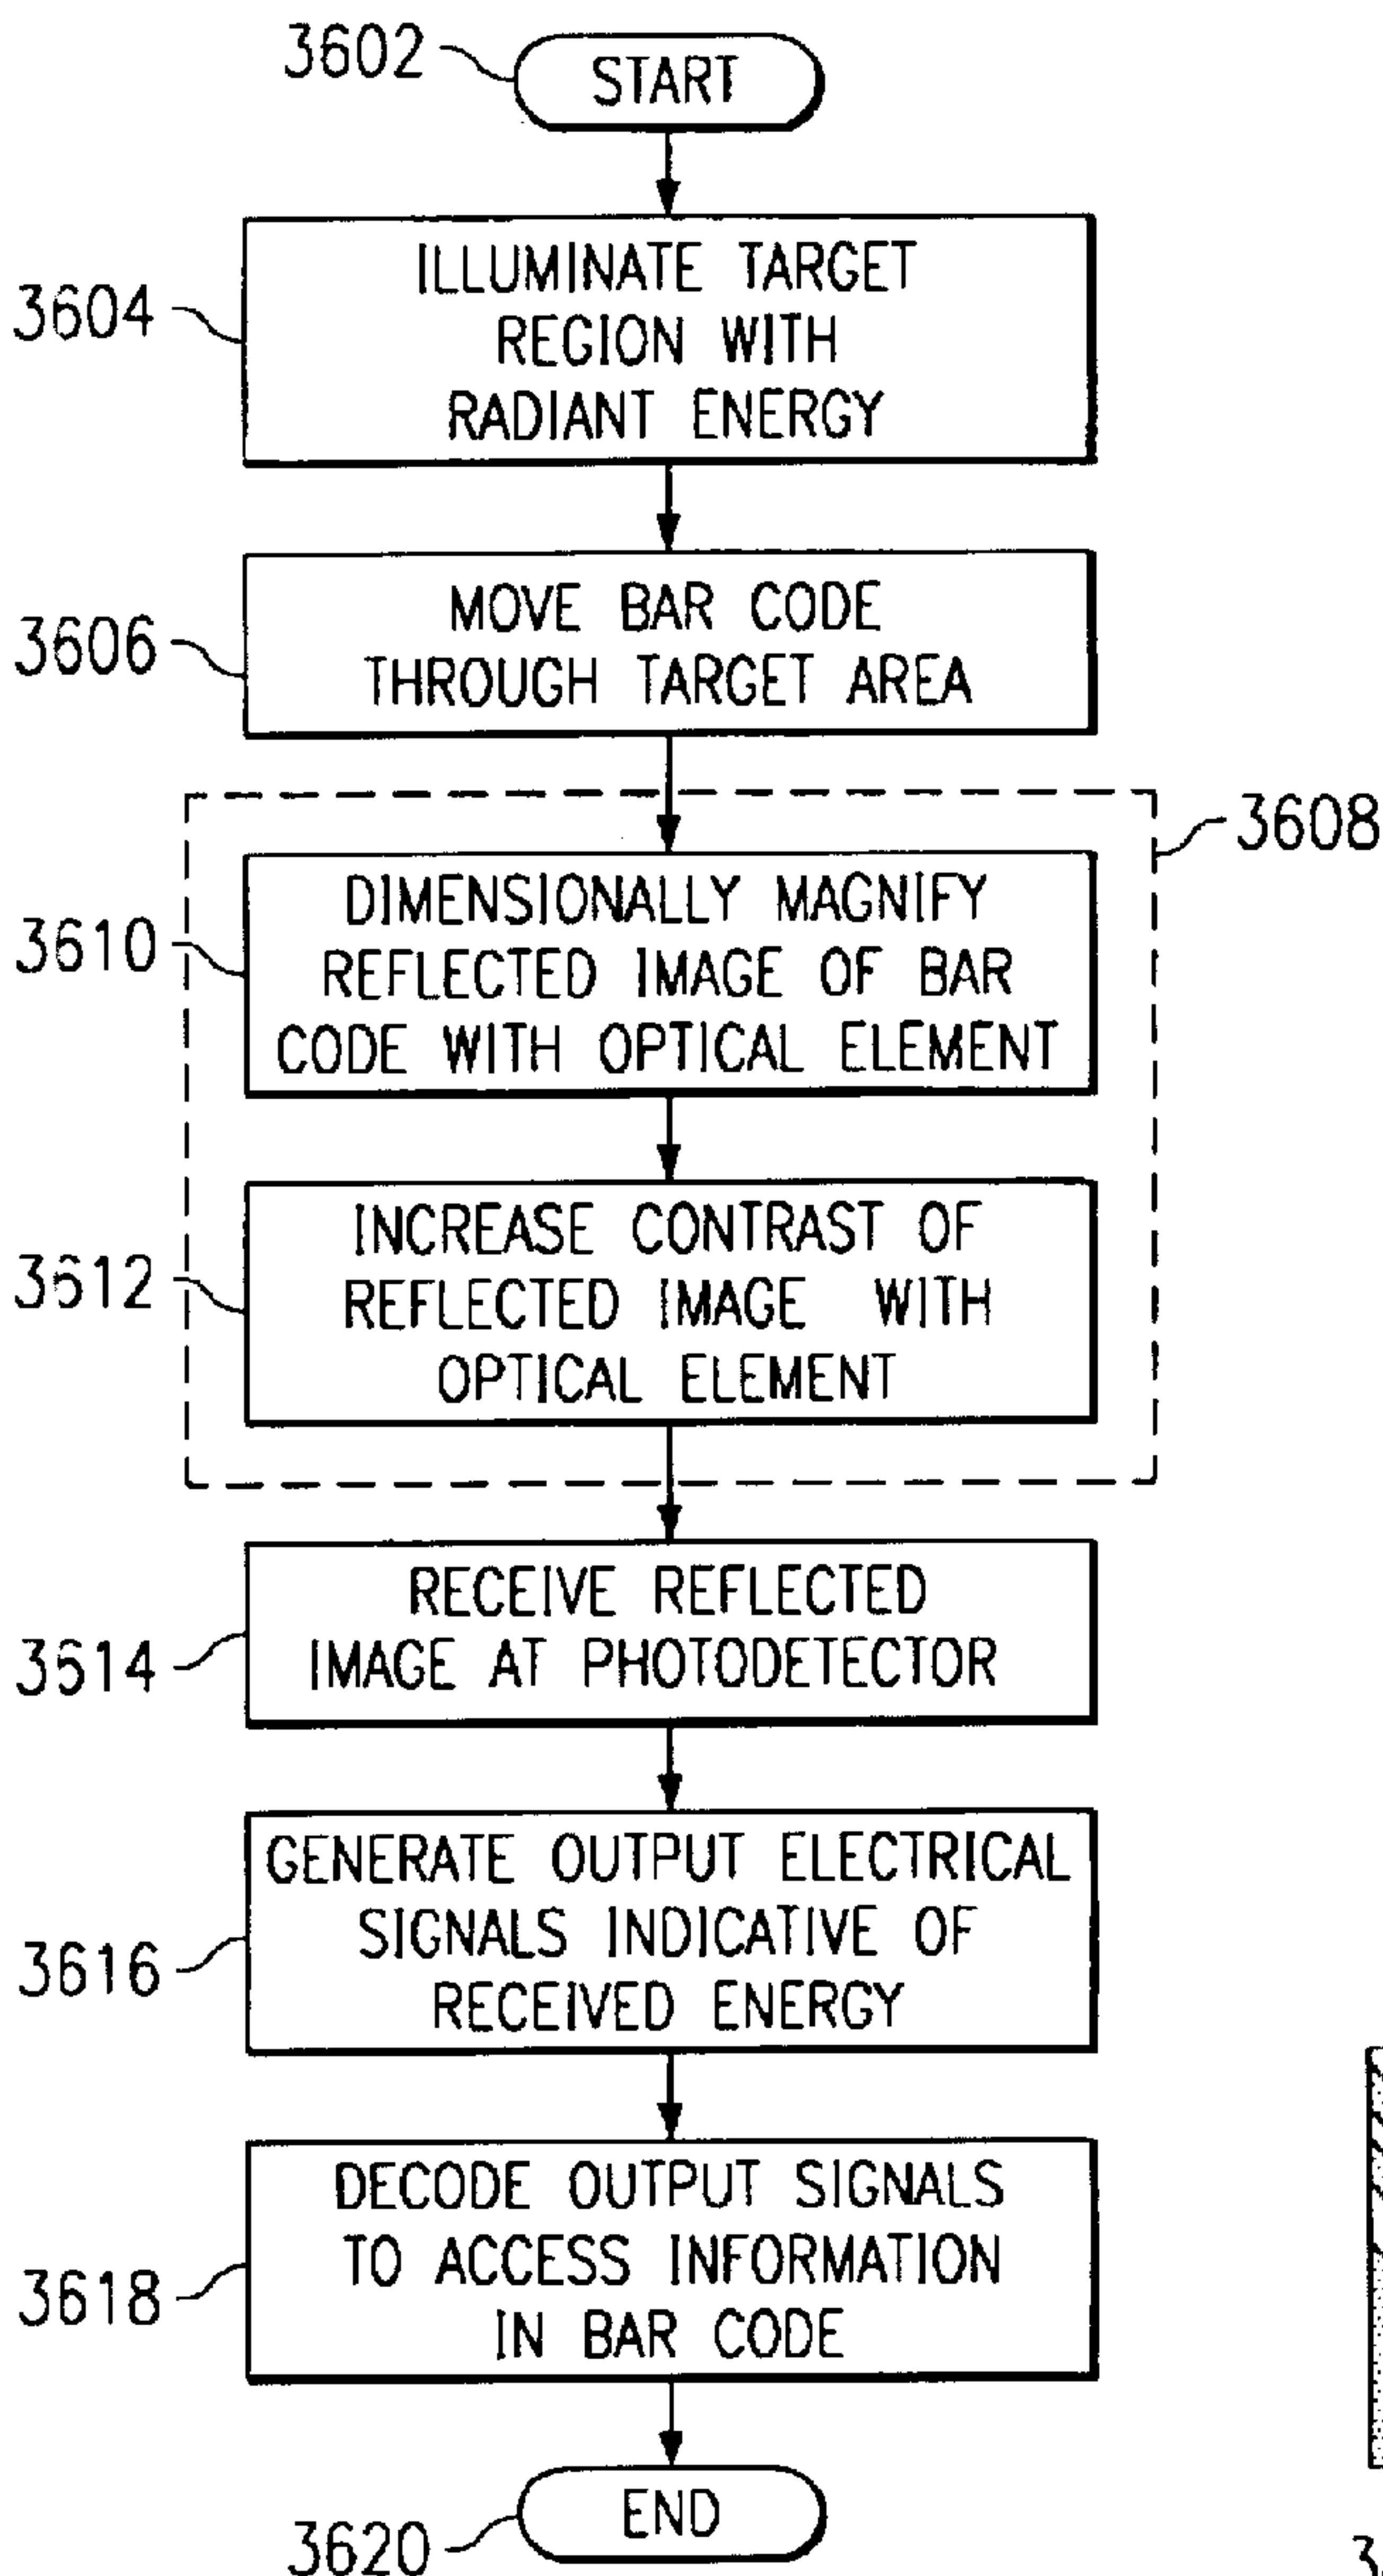 3602
START
3604
ILLUMINATE TARGET
REGION WITH
RADIANT ENERGY
3606
MOVE BAR CODE
THROUGH TARGET AREA
3608
3610
DIMENSIONALLY MAGNIFY
REFLECTED IMAGE OF BAR
CODE WITH OPTICAL ELEMENT
3612
INCREASE CONTRAST OF
REFLECTED IMAGE WITH
OPTICAL ELEMENT
3614
RECEIVE REFLECTED
IMAGE AT PHOTODETECTOR
3616
GENERATE OUTPUT ELECTRICAL
SIGNALS INDICATIVE OF
RECEIVED ENERGY
3618
DECODE OUTPUT SIGNALS
TO ACCESS INFORMATION
IN BAR CODE
3620
END